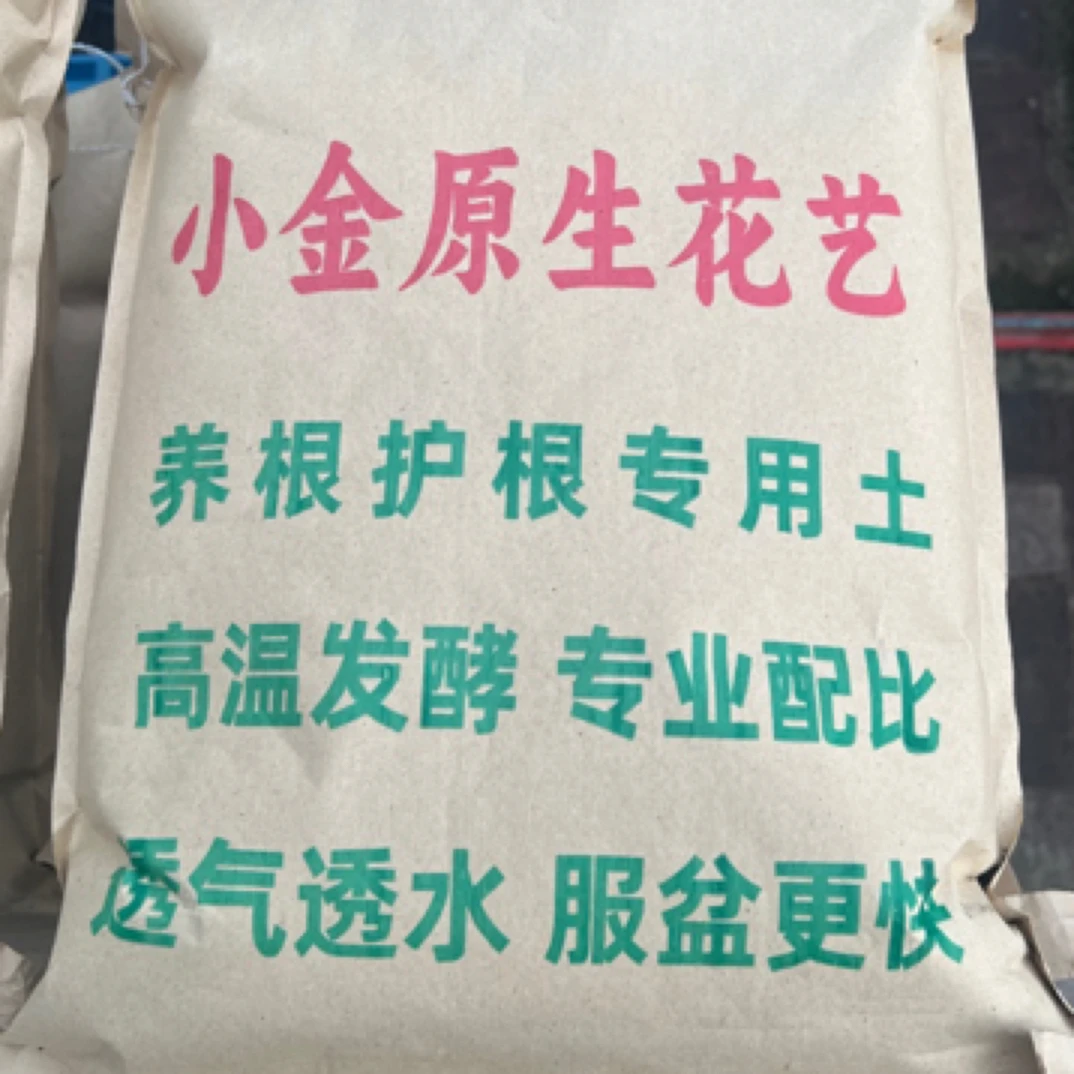 小金原生花艺
养根护根专用土
高温发酵 专业配比
透气透水 服盆更快